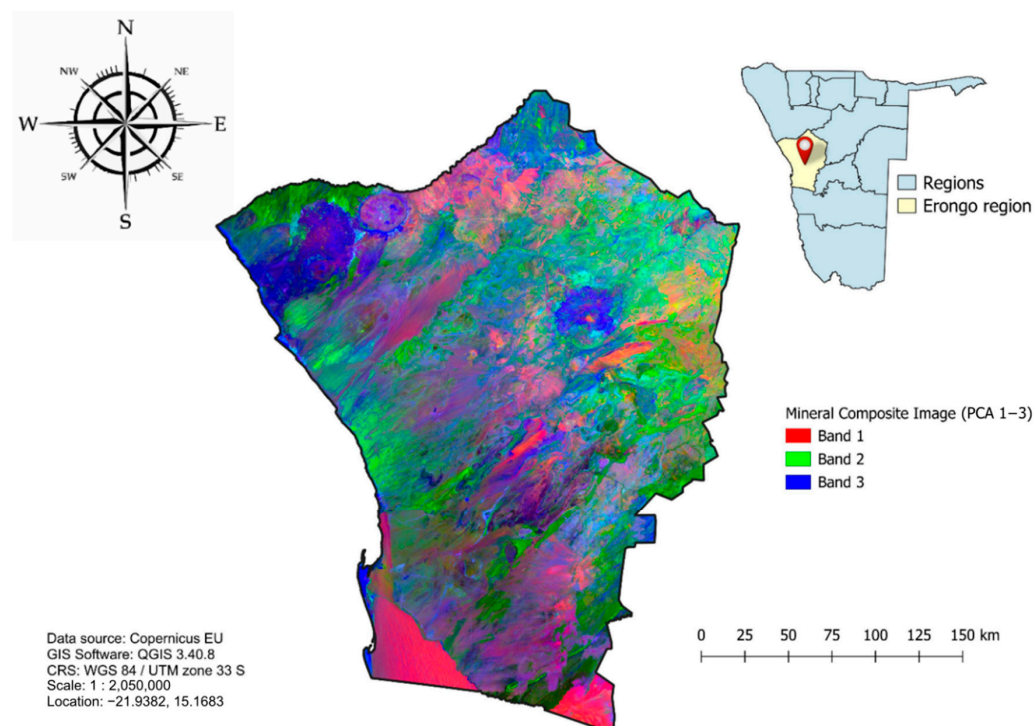 N
NW
NE
W
E
SW
SE
S
Regions
Erongo region
Mineral Composite Image (PCA 1–3)
Band 1
Band 2
Band 3
Data source: Copernicus EU
GIS Software: QGIS 3.40.8
CRS: WGS 84 / UTM zone 33 S
Scale: 1 : 2,050,000
Location: −21.9382, 15.1683
0 25 50 75 100 125 150 km